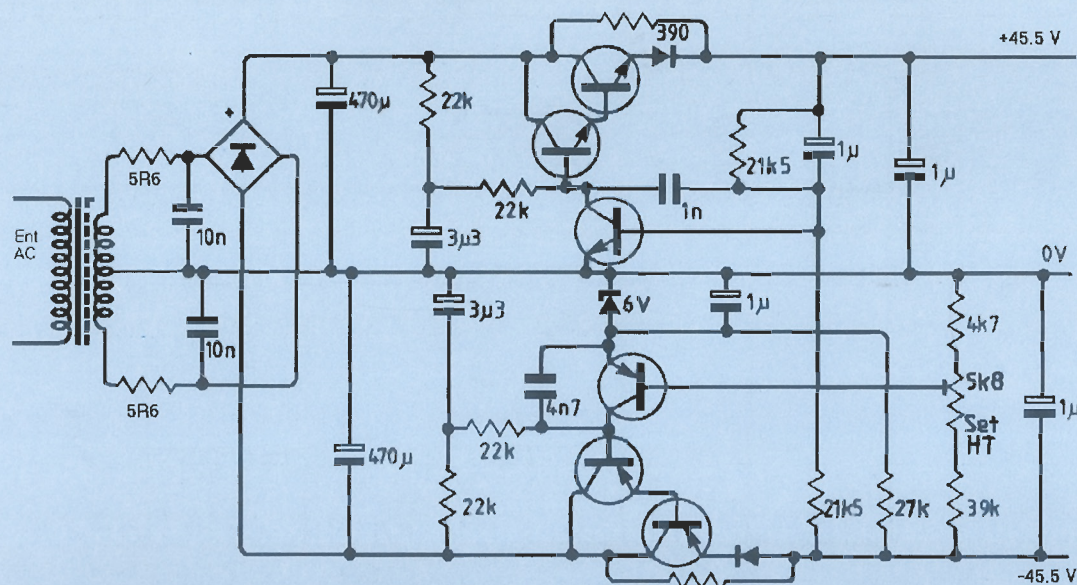 390
+45.5 V
+
470µ
22k
21k5
1µ
1µ
5R6
22k
1n
10n
Ent
AC
3µ3
0V
3µ3
6V
1µ
4k7
10n
5k8
4n7
Set
HT
1µ
5R6
22k
470µ
22k
21k5
27k
39k
-45.5 V